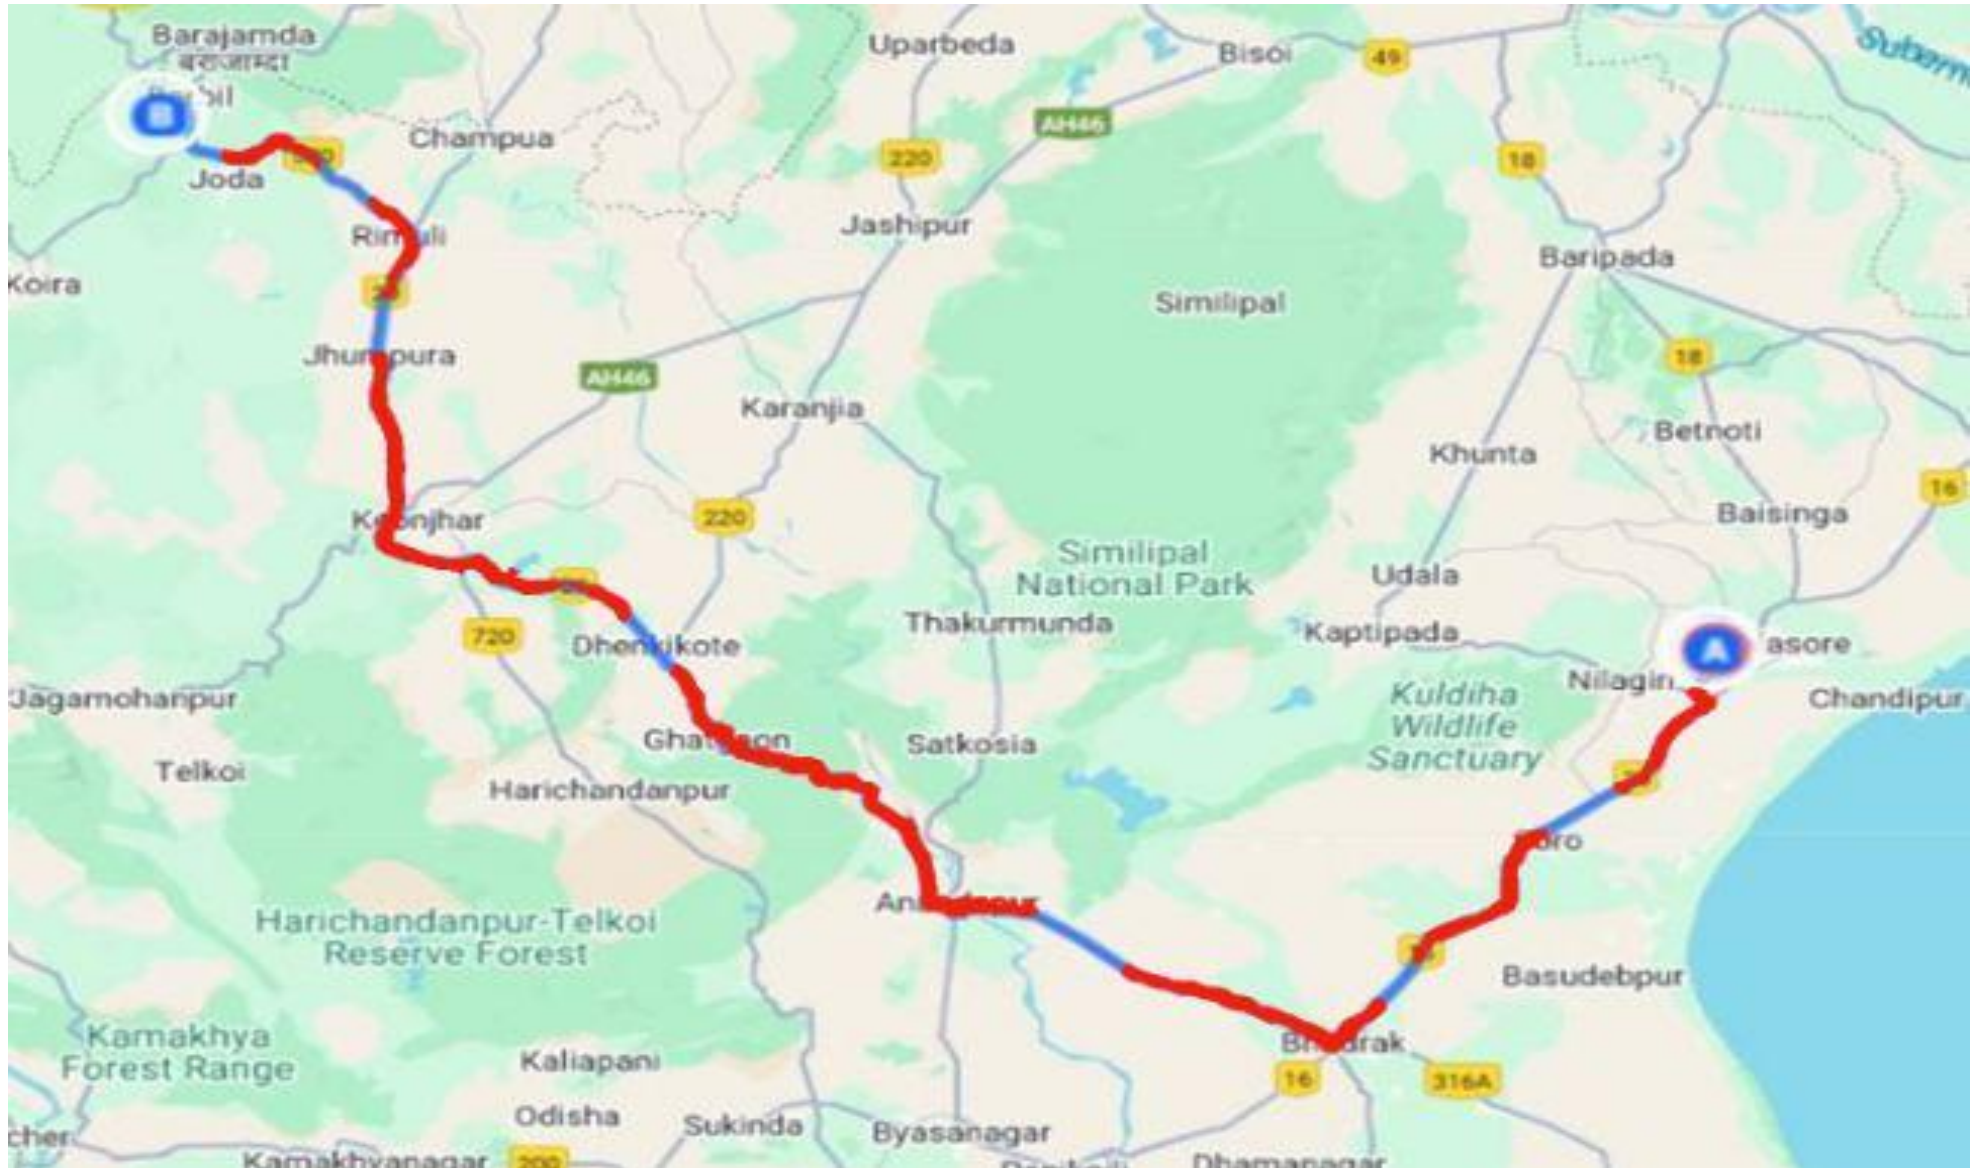 Barajamda
बराजामदा
Uparbeda
Bisoi
49
B
Champua
AH46
220
18
Joda
Jashipur
Baripada
Koira
Similipal
18
AH46
Karanjia
Betnoti
Khunta
16
220
Baisinga
Similipal
National Park
Udala
Thakurmunda
Kaptipada
720
A
asore
Chandipur
Kuldiha
Wildlife
Sanctuary
Jagamohanpur
Satkosia
Telkoi
Harichandanpur
Harichandanpur-Telkoi
Reserve Forest
Basudebpur
Kamakhya
Forest Range
Kaliapani
16
316A
Odisha
Sukinda
Byasanagar
cher
Kamakhyanagar
200
Dhamanagar